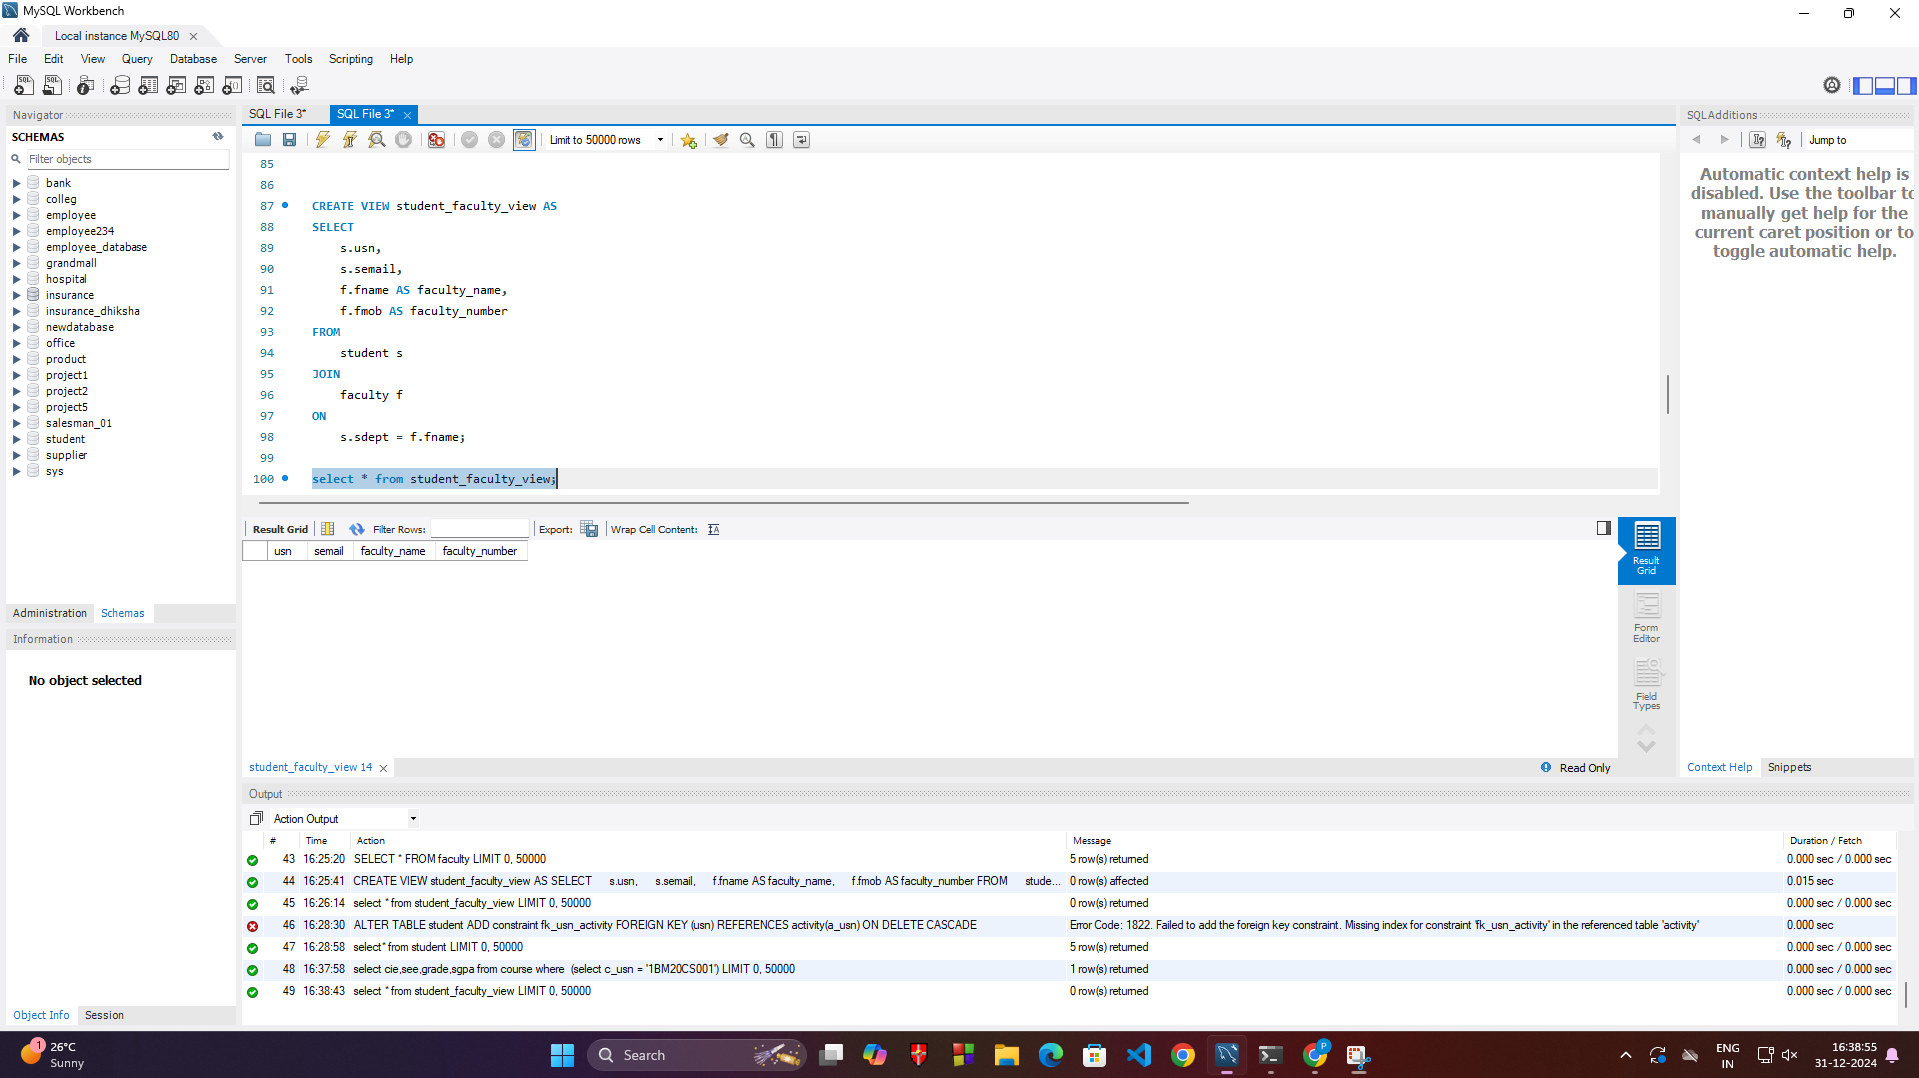 MySQL Workbench
Local instance MySQL80
File Edit View Query Database Server Tools Scripting Help
Navigator
SCHEMAS
Filter objects
bank
colleg
employee
employee234
employee_database
grandmall
hospital
insurance
insurance_dhiksha
newdatabase
office
product
project1
project2
project5
salesman_01
student
supplier
sys
Administration Schemas
Information
No object selected
Object Info Session
SQL File 3* SQL File 3*
Limit to 50000 rows
85
86
87 CREATE VIEW student_faculty_view AS
88 SELECT
89 s.usn,
90 s.semail,
91 f.fname AS faculty_name,
92 f.fmob AS faculty_number
93 FROM
94 student s
95 JOIN
96 faculty f
97 ON
98 s.sdept = f.fname;
99
100 select * from student_faculty_view;
Result Grid Filter Rows: Export: Wrap Cell Content:
usn semail faculty_name faculty_number
Result
Grid
Form
Editor
Field
Types
student_faculty_view 14 Read Only
SQLAdditions
Jump to
Automatic context help is
disabled. Use the toolbar to
manually get help for the
current caret position or to
toggle automatic help.
Context Help Snippets
Output
Action Output
# Time Action Message Duration / Fetch
43 16:25:20 SELECT * FROM faculty LIMIT 0, 50000 5 row(s) returned 0.000 sec / 0.000 sec
44 16:25:41 CREATE VIEW student_faculty_view AS SELECT s.usn, s.semail, f.fname AS faculty_name, f.fmob AS faculty_number FROM stude... 0 row(s) affected 0.015 sec
45 16:26:14 select * from student_faculty_view LIMIT 0, 50000 0 row(s) returned 0.000 sec / 0.000 sec
46 16:28:30 ALTER TABLE student ADD constraint fk_usn_activity FOREIGN KEY (usn) REFERENCES activity(a_usn) ON DELETE CASCADE Error Code: 1822. Failed to add the foreign key constraint. Missing index for constraint 'fk_usn_activity' in the referenced table 'activity' 0.000 sec
47 16:28:58 select* from student LIMIT 0, 50000 5 row(s) returned 0.000 sec / 0.000 sec
48 16:37:58 select cie,see,grade,sgpa from course where (select c_usn = '1BM20CS001') LIMIT 0, 50000 1 row(s) returned 0.000 sec / 0.000 sec
49 16:38:43 select * from student_faculty_view LIMIT 0, 50000 0 row(s) returned 0.000 sec / 0.000 sec
1
26°C
Sunny
Search
P
ENG
IN
16:38:55
31-12-2024